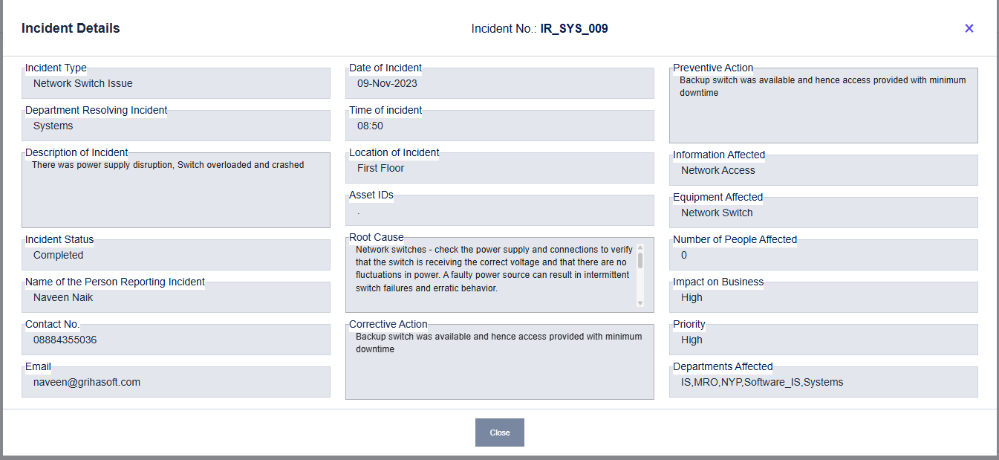 Incident Details
Incident No.: IR_SYS_009
×
Incident Type
Network Switch Issue
Department Resolving Incident
Systems
Description of Incident
There was power supply disruption, Switch overloaded and crashed
Incident Status
Completed
Name of the Person Reporting Incident
Naveen Naik
Contact No.
08884355036
Email
naveen@grihasoft.com
Date of Incident
09-Nov-2023
Time of incident
08:50
Location of Incident
First Floor
Asset IDs
.
Root Cause
Network switches - check the power supply and connections to verify
that the switch is receiving the correct voltage and that there are no
fluctuations in power. A faulty power source can result in intermittent
switch failures and erratic behavior.
Corrective Action
Backup switch was available and hence access provided with minimum
downtime
Preventive Action
Backup switch was available and hence access provided with minimum
downtime
Information Affected
Network Access
Equipment Affected
Network Switch
Number of People Affected
0
Impact on Business
High
Priority
High
Departments Affected
IS,MRO,NYP,Software_IS,Systems
Close